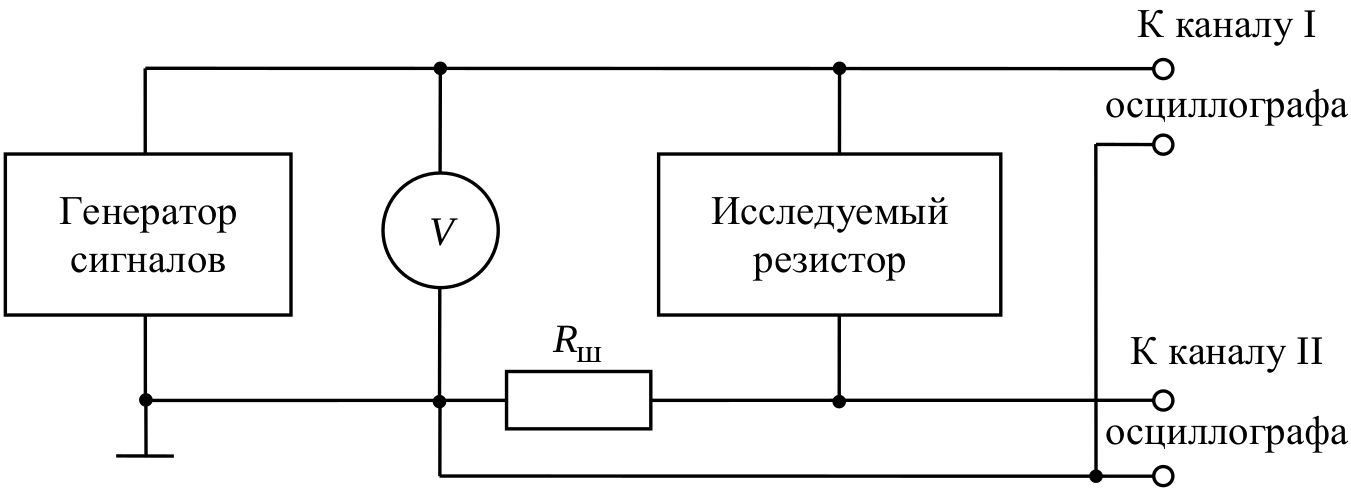 К каналу I
осциллографа
Генератор
сигналов
V
Исследуемый
резистор
Rш
К каналу II
осциллографа